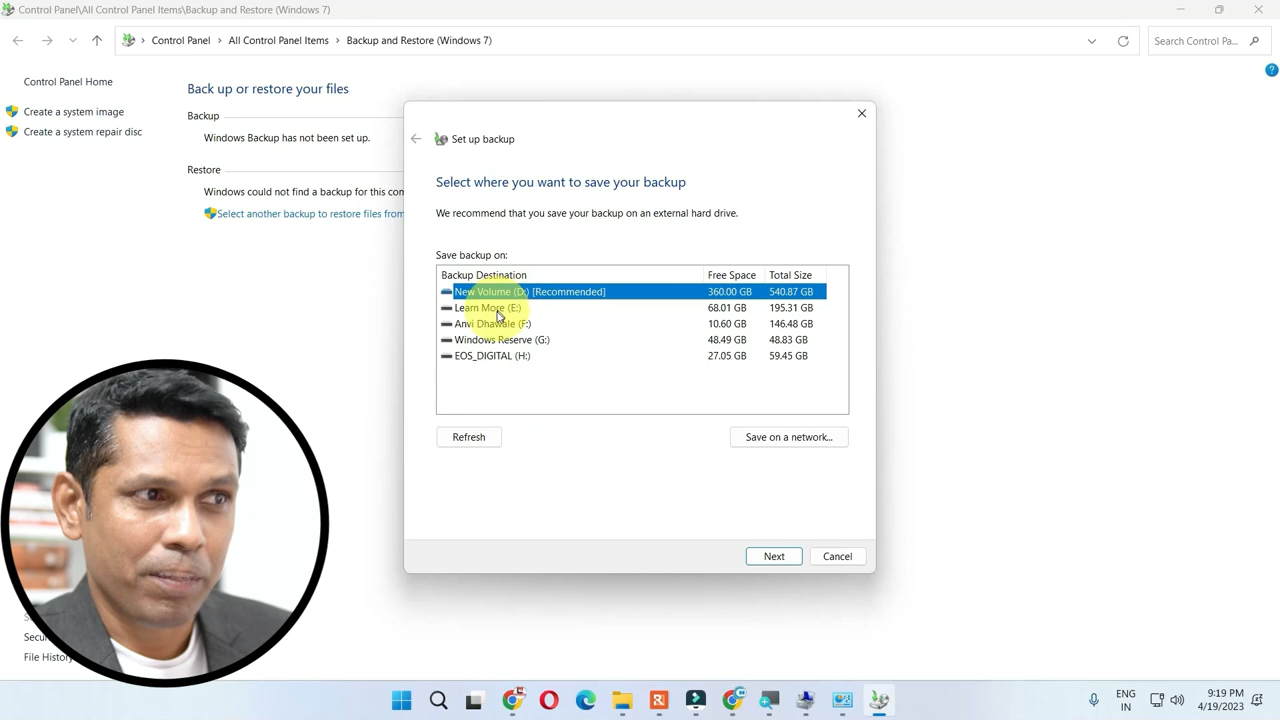 Control Panel\All Control Panel Items\Backup and Restore (Windows 7)
Control Panel > All Control Panel Items > Backup and Restore (Windows 7)
Search Control Pa...
Control Panel Home
Create a system image
Create a system repair disc
Back up or restore your files
Backup
Windows Backup has not been set up.
Restore
Windows could not find a backup for this com
Select another backup to restore files from
Set up backup
Select where you want to save your backup
We recommend that you save your backup on an external hard drive.
Save backup on:
Backup Destination Free Space Total Size
New Volume (D:) [Recommended] 360.00 GB 540.87 GB
Learn More (E:) 68.01 GB 195.31 GB
Anvi Dhawale (F:) 10.60 GB 146.48 GB
Windows Reserve (G:) 48.49 GB 48.83 GB
EOS_DIGITAL (H:) 27.05 GB 59.45 GB
Refresh
Save on a network...
Next
Cancel
Secu
File History
ENG
IN
9:19 PM
4/19/2023